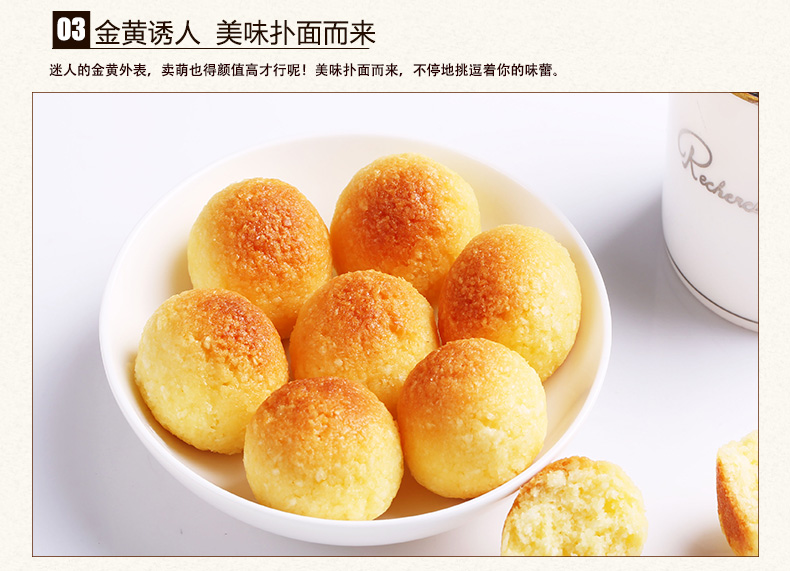 03 金黄诱人 美味扑面而来
迷人的金黄外表，卖萌也得颜值高才行呢！美味扑面而来，不停地挑逗着你的味蕾。